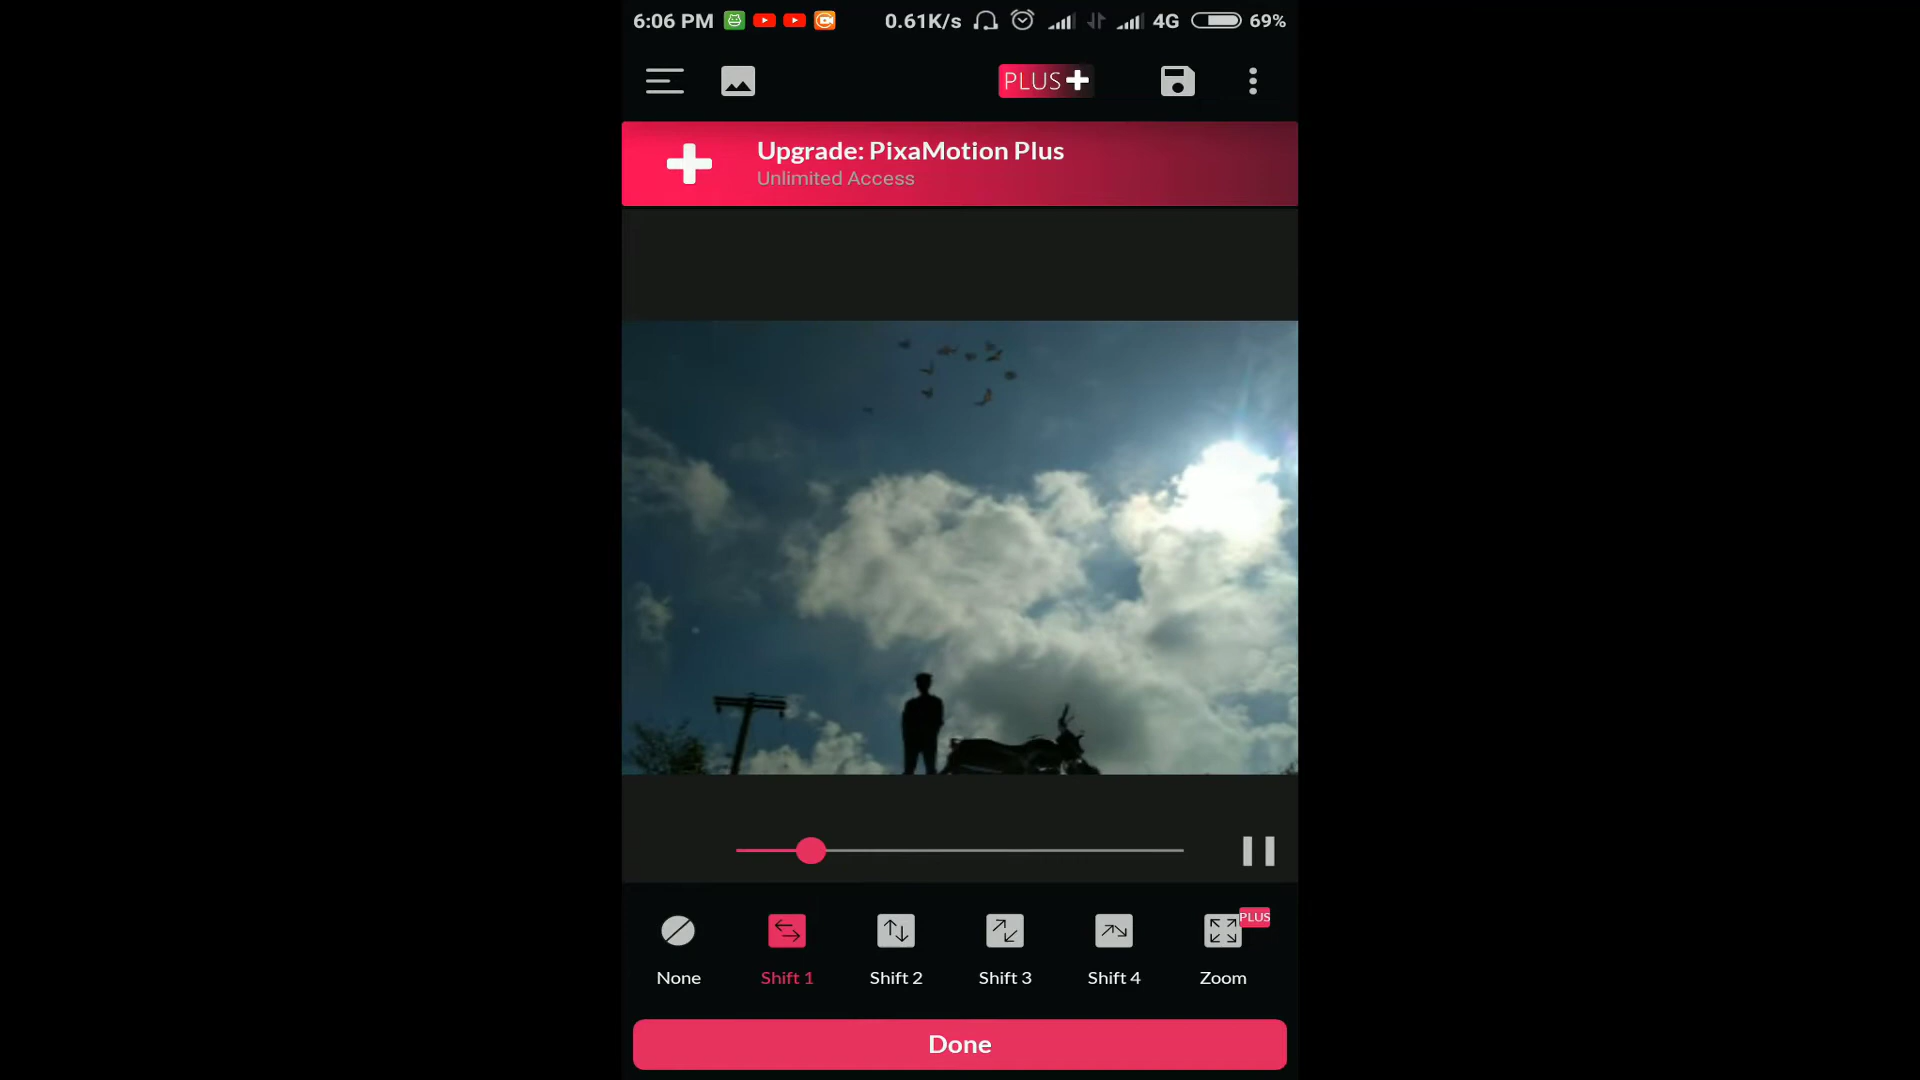 6:06 PM 0.61K/s 4G 69%
PLUS
Upgrade: PixaMotion Plus
Unlimited Access
PLUS
None Shift 1 Shift 2 Shift 3 Shift 4 Zoom
Done